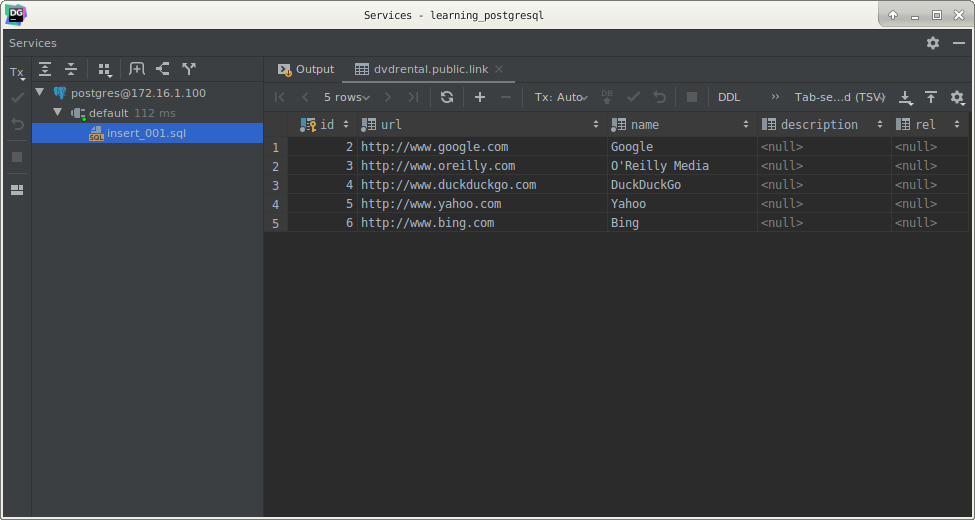 DG
Services - learning_postgresql
Services
Tx
postgres@172.16.1.100
default 112 ms
SQL insert_001.sql
Output dvdrental.public.link
5 rows Tx: Auto DB DDL Tab-se...d (TSV)
id url name description rel
1 2 http://www.google.com Google <null> <null>
2 3 http://www.oreilly.com O'Reilly Media <null> <null>
3 4 http://www.duckduckgo.com DuckDuckGo <null> <null>
4 5 http://www.yahoo.com Yahoo <null> <null>
5 6 http://www.bing.com Bing <null> <null>